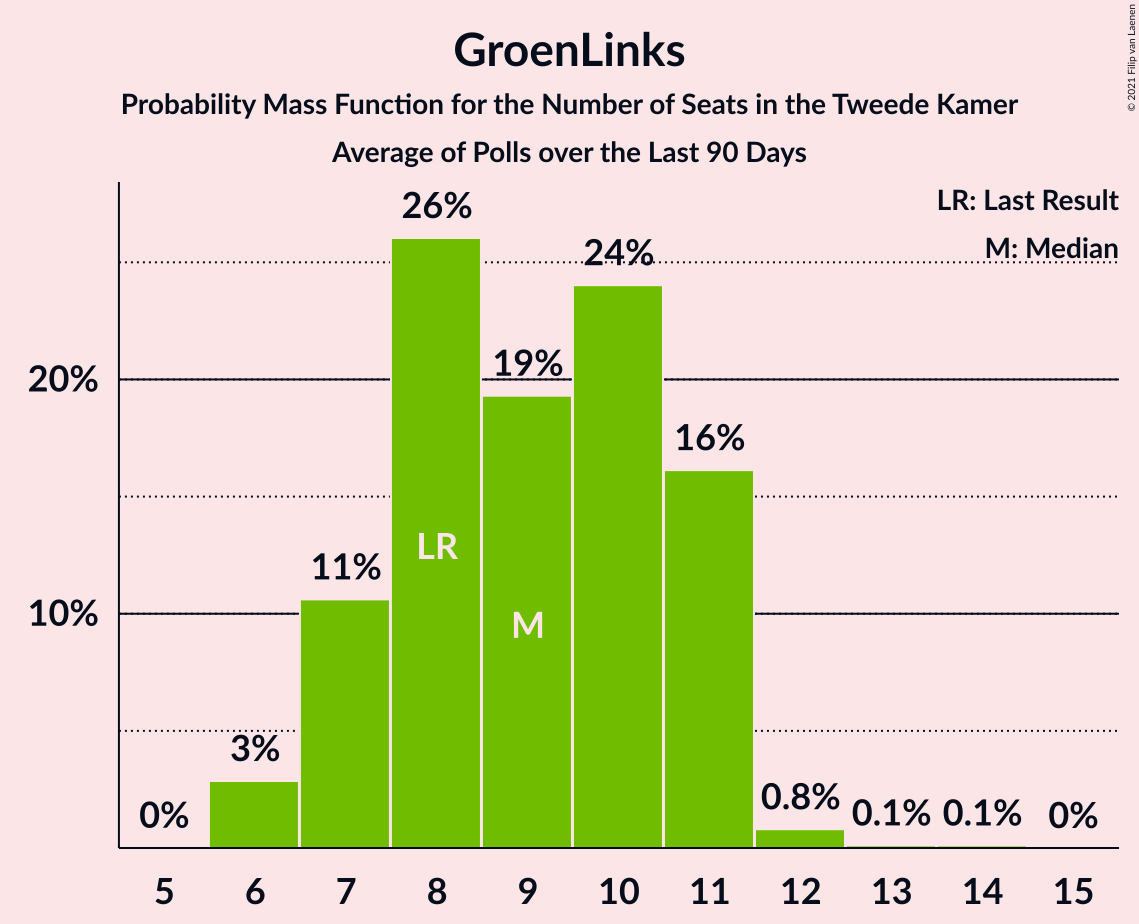 GroenLinks
Probability Mass Function for the Number of Seats in the Tweede Kamer
Average of Polls over the Last 90 Days
© 2021 Filip van Laenen
LR: Last Result
M: Median
20%
10%
0%
3%
11%
26%
19%
24%
16%
0.8%
0.1%
0.1%
0%
LR
M
5 6 7 8 9 10 11 12 13 14 15